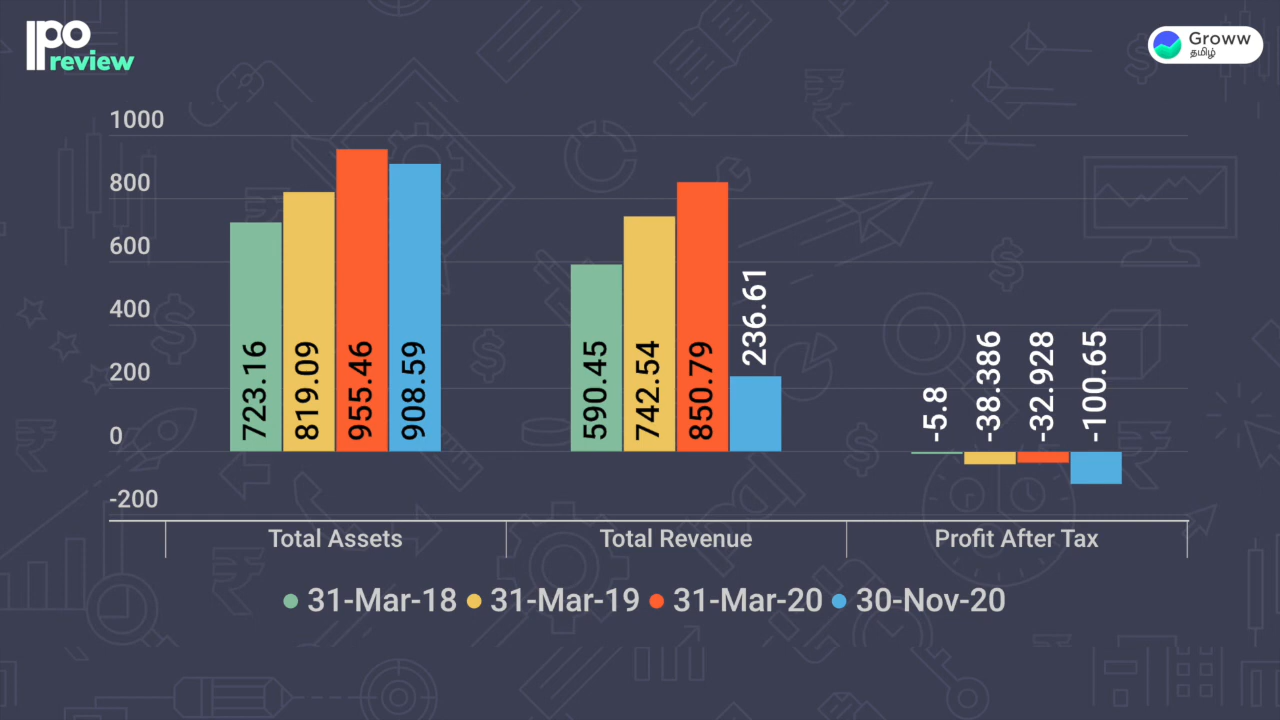 IPO
review
Groww
தமிழ்
1000
800
600
400
200
0
-200
723.16
819.09
955.46
908.59
590.45
742.54
850.79
236.61
-5.8
-38.386
-32.928
-100.65
Total Assets
Total Revenue
Profit After Tax
31-Mar-18
31-Mar-19
31-Mar-20
30-Nov-20